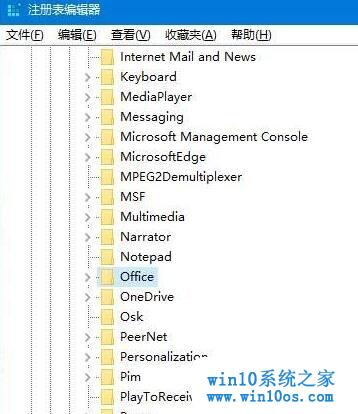 注册表编辑器
文件(F) 编辑(E) 查看(V) 收藏夹(A) 帮助(H)
Internet Mail and News
Keyboard
MediaPlayer
Messaging
Microsoft Management Console
MicrosoftEdge
MPEG2Demultiplexer
MSF
Multimedia
Narrator
Notepad
Office
OneDrive
Osk
PeerNet
Personalization
Pim
PlayToReceiv
win10系统之家
www.win10os.com